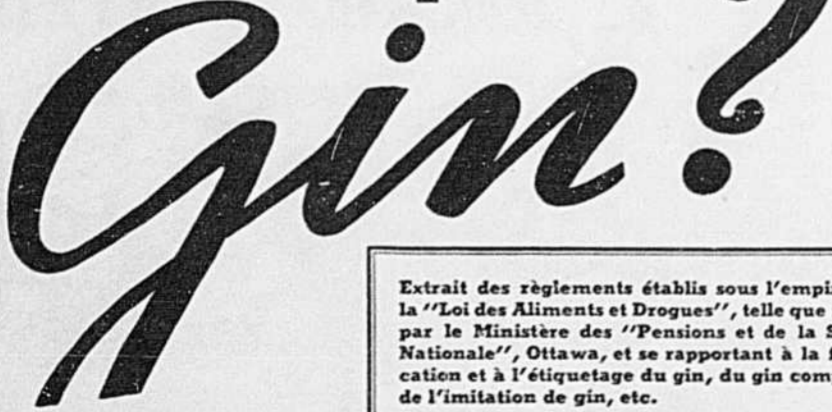 Gin?
Extrait des règlements établis sous l'empi
la "Loi des Aliments et Drogues", telle que
par le Ministère des "Pensions et de la S
Nationale", Ottawa, et se rapportant à la f
cation et à l'étiquetage du gin, du gin com
de l'imitation de gin, etc.